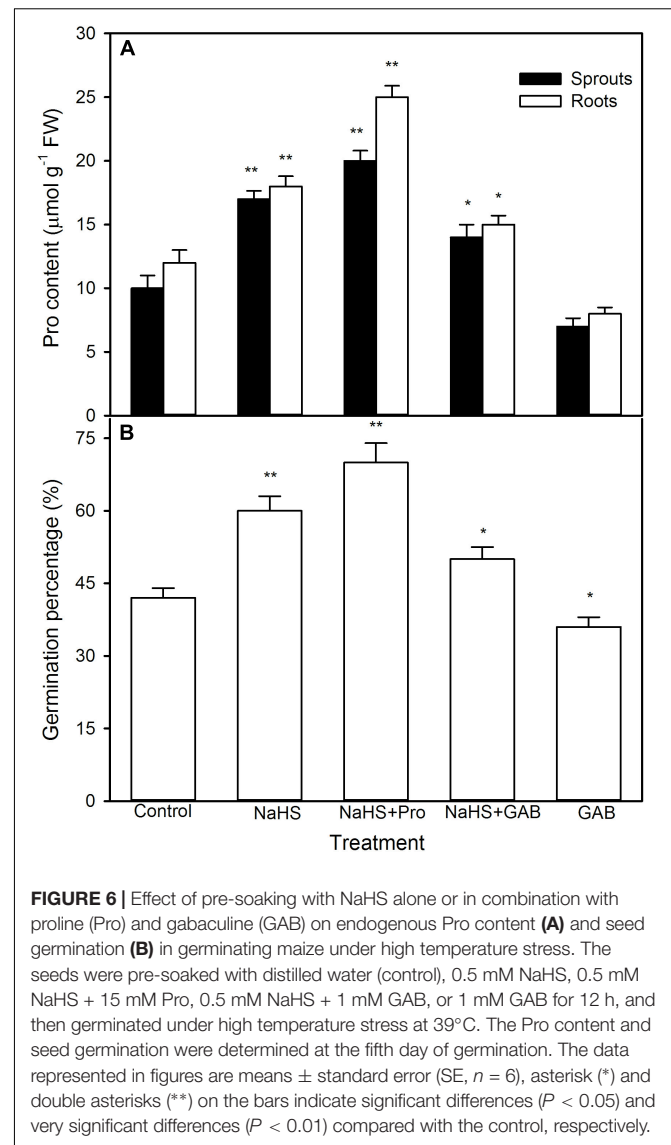 A
30
25
20
15
10
5
0
Pro content (μmol g⁻¹ FW)
** ** ** ** * *
Sprouts
Roots
B
75
60
45
30
15
0
Germination percentage (%)
** ** * *
Control NaHS NaHS+Pro NaHS+GAB GAB
Treatment
FIGURE 6 | Effect of pre-soaking with NaHS alone or in combination with
proline (Pro) and gabaculine (GAB) on endogenous Pro content (A) and seed
germination (B) in germinating maize under high temperature stress. The
seeds were pre-soaked with distilled water (control), 0.5 mM NaHS, 0.5 mM
NaHS + 15 mM Pro, 0.5 mM NaHS + 1 mM GAB, or 1 mM GAB for 12 h, and
then germinated under high temperature stress at 39°C. The Pro content and
seed germination were determined at the fifth day of germination. The data
represented in figures are means ± standard error (SE, n = 6), asterisk (*) and
double asterisks (**) on the bars indicate significant differences (P < 0.05) and
very significant differences (P < 0.01) compared with the control, respectively.